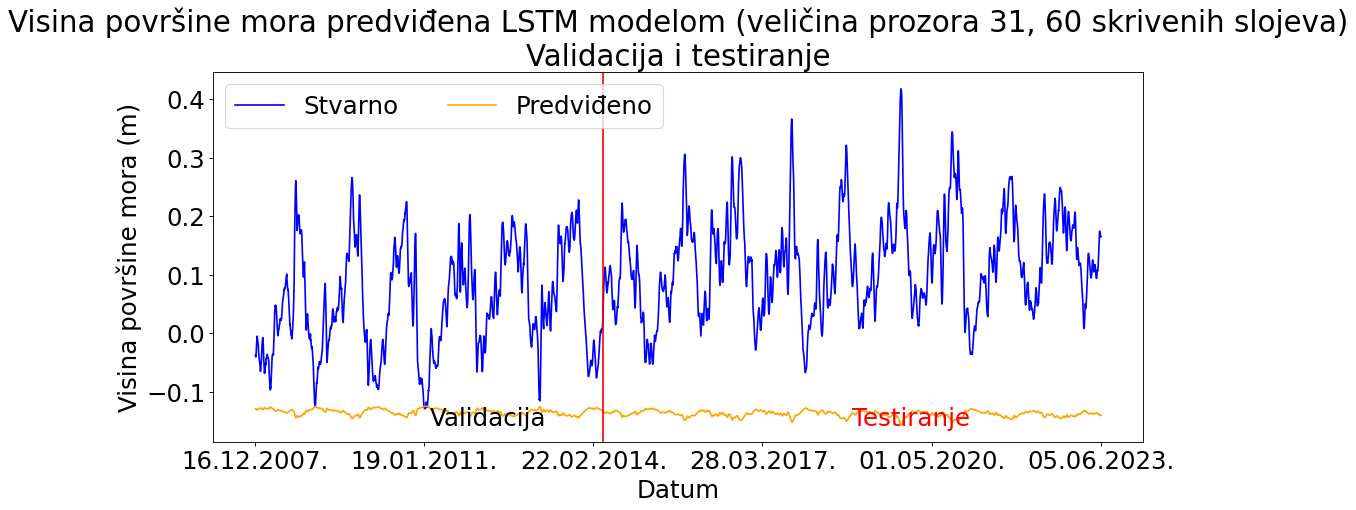 Visina površine mora predviđena LSTM modelom (veličina prozora 31, 60 skrivenih slojeva)
Validacija i testiranje
Stvarno
Predviđeno
Visina površine mora (m)
0.4
0.3
0.2
0.1
0.0
−0.1
Validacija
Testiranje
16.12.2007.
19.01.2011.
22.02.2014.
28.03.2017.
01.05.2020.
05.06.2023.
Datum